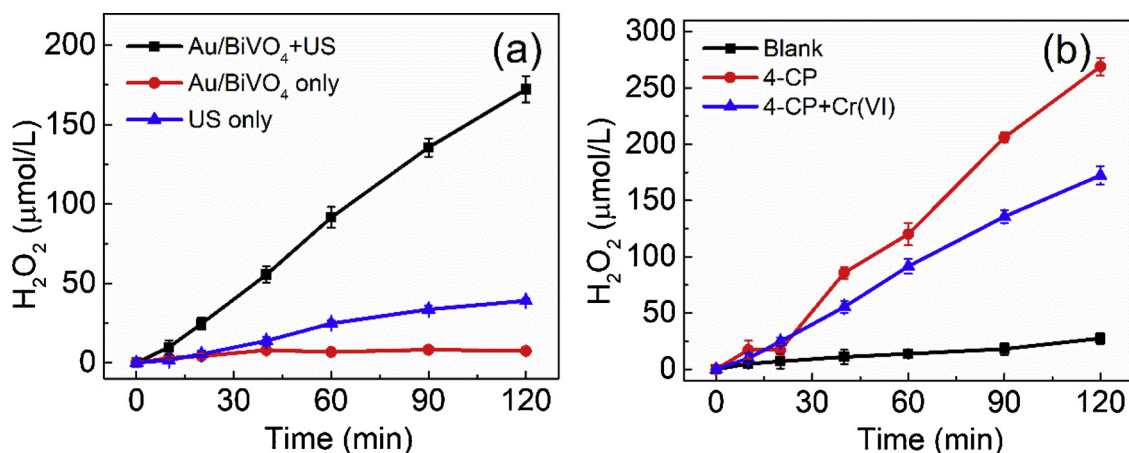 (a)
Au/BiVO₄+US
Au/BiVO₄ only
US only
H₂O₂ (μmol/L)
200
150
100
50
0
0 30 60 90 120
Time (min)
(b)
Blank
4-CP
4-CP+Cr(VI)
H₂O₂ (μmol/L)
300
250
200
150
100
50
0
0 30 60 90 120
Time (min)